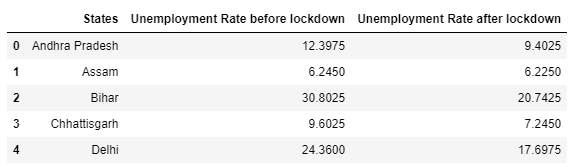 States Unemployment Rate before lockdown Unemployment Rate after lockdown
0 Andhra Pradesh 12.3975 9.4025
1 Assam 6.2450 6.2250
2 Bihar 30.8025 20.7425
3 Chhattisgarh 9.6025 7.2450
4 Delhi 24.3600 17.6975